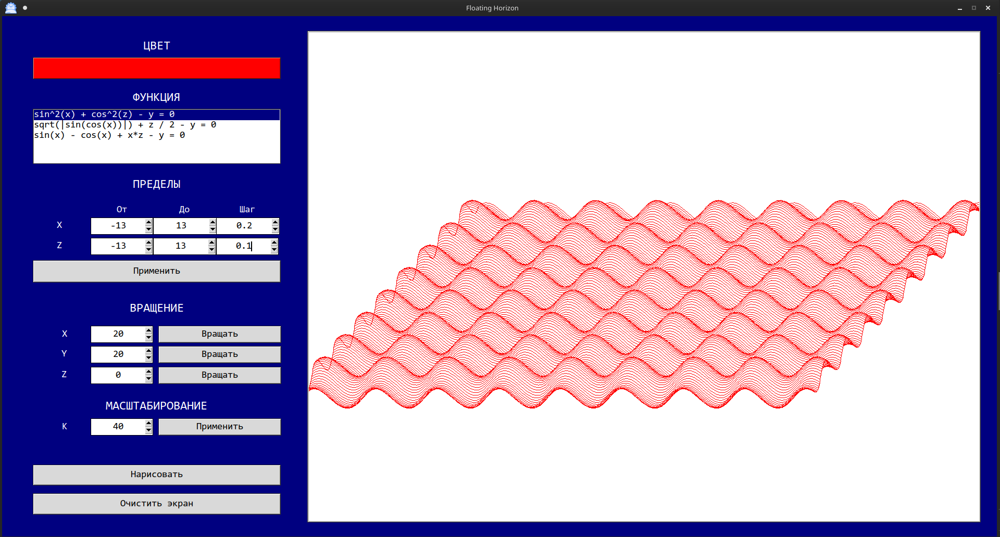 Floating Horizon
ЦВЕТ
ФУНКЦИЯ
sin^2(x) + cos^2(z) - y = 0
sqrt(|sin(cos(x))|) + z / 2 - y = 0
sin(x) - cos(x) + x*z - y = 0
ПРЕДЕЛЫ
От До Шаг
X -13 13 0.2
Z -13 13 0.1
Применить
ВРАЩЕНИЕ
X 20 Вращать
Y 20 Вращать
Z 0 Вращать
МАСШТАБИРОВАНИЕ
K 40 Применить
Нарисовать
Очистить экран